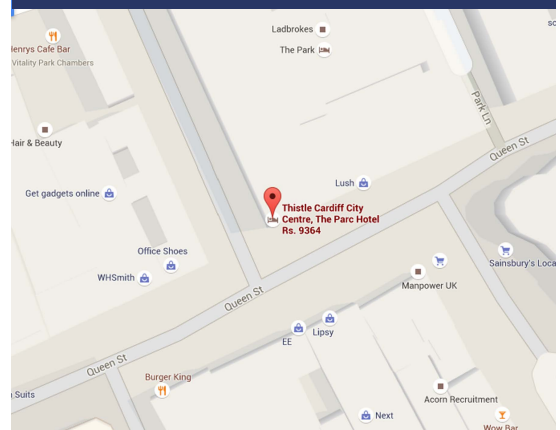 Ladbrokes
The Park
Henrys Cafe Bar
Vitality Park Chambers
Park Ln
Queen St
Hair & Beauty
Lush
Get gadgets online
Thistle Cardiff City
Centre, The Parc Hotel
Rs. 9364
Office Shoes
WHSmith
Sainsbury's Loca
Manpower UK
Queen St
EE
Lipsy
Queen St
Burger King
Suits
Acorn Recruitment
Next
Wow Bar